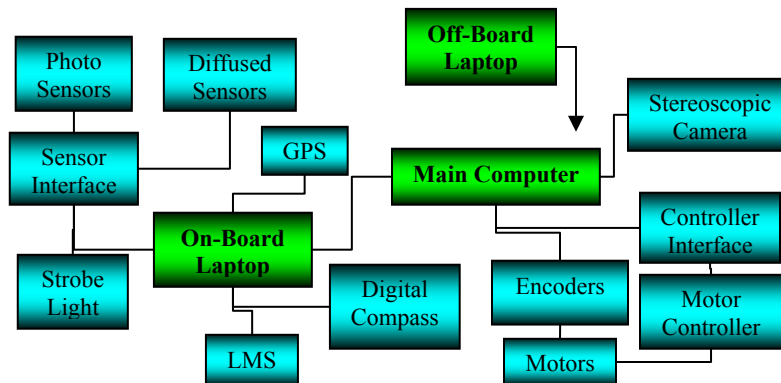 Off-Board
Laptop
Photo
Sensors
Diffused
Sensors
Stereoscopic
Camera
GPS
Sensor
Interface
Main Computer
Controller
Interface
On-Board
Laptop
Strobe
Light
Digital
Compass
Encoders
Motor
Controller
LMS
Motors